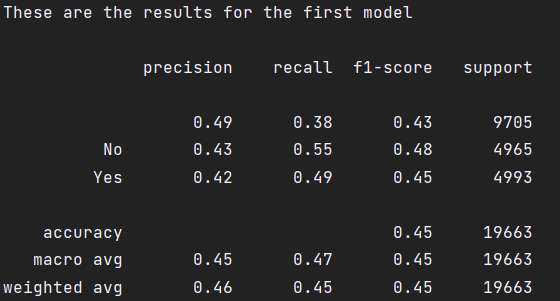 These are the results for the first model
precision recall f1-score support
0.49 0.38 0.43 9705
No 0.43 0.55 0.48 4965
Yes 0.42 0.49 0.45 4993
accuracy 0.45 19663
macro avg 0.45 0.47 0.45 19663
weighted avg 0.46 0.45 0.45 19663